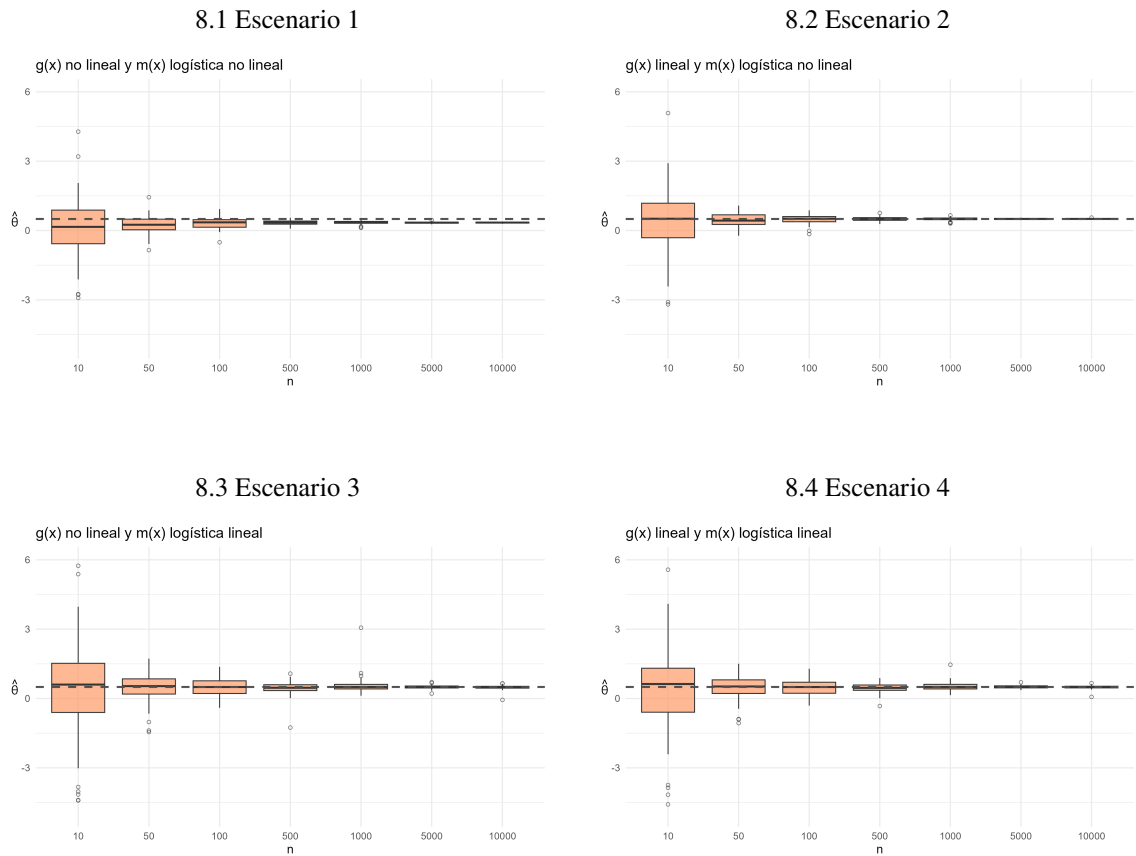 8.1 Escenario 1
g(x) no lineal y m(x) logística no lineal
6
3
θ̂
0
-3
10 50 100 500 1000 5000 10000
n
8.2 Escenario 2
g(x) lineal y m(x) logística no lineal
6
3
θ̂
0
-3
10 50 100 500 1000 5000 10000
n
8.3 Escenario 3
g(x) no lineal y m(x) logística lineal
6
3
θ̂
0
-3
10 50 100 500 1000 5000 10000
n
8.4 Escenario 4
g(x) lineal y m(x) logística lineal
6
3
θ̂
0
-3
10 50 100 500 1000 5000 10000
n